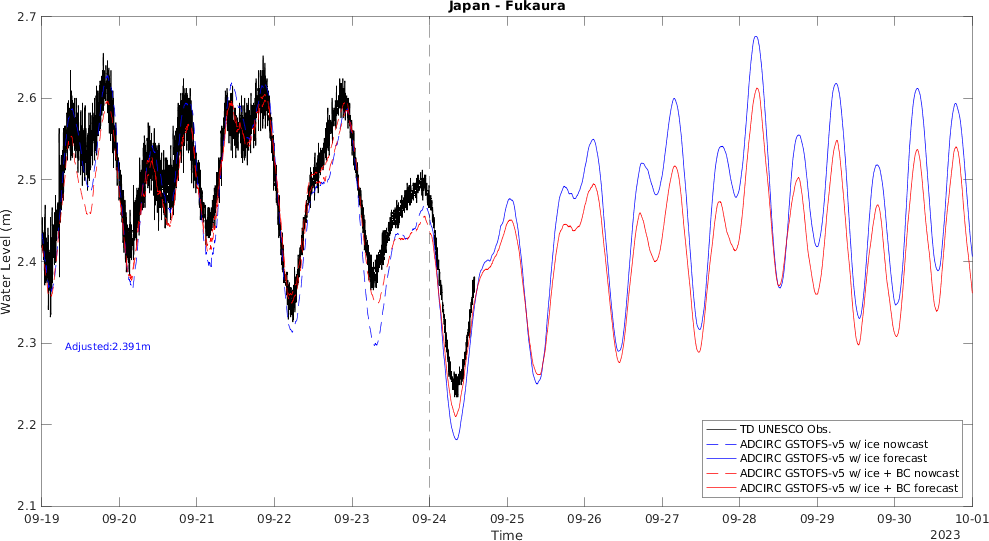 Japan - Fukaura
2.7
2.6
2.5
2.4
2.3
2.2
2.1
Water Level (m)
Adjusted:2.391m
TD UNESCO Obs.
ADCIRC GSTOFS-v5 w/ ice nowcast
ADCIRC GSTOFS-v5 w/ ice forecast
ADCIRC GSTOFS-v5 w/ ice + BC nowcast
ADCIRC GSTOFS-v5 w/ ice + BC forecast
09-19 09-20 09-21 09-22 09-23 09-24 09-25 09-26 09-27 09-28 09-29 09-30 10-01
Time
2023